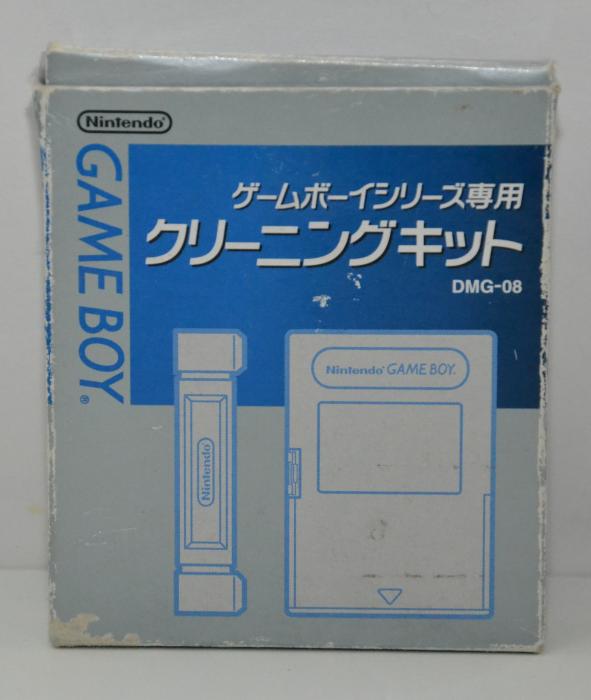 Nintendo®
GAME BOY®
ゲームボーイシリーズ専用
クリーニングキット
DMG-08
Nintendo® GAME BOY™
Nintendo®